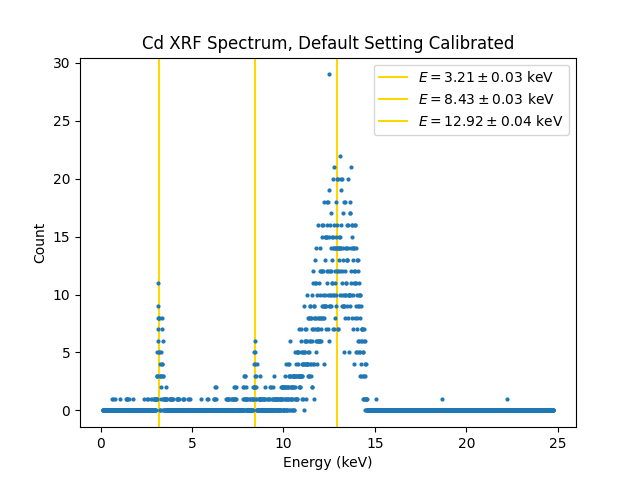 Cd XRF Spectrum, Default Setting Calibrated
30
25
20
15
10
5
0
Count
E = 3.21 ± 0.03 keV
E = 8.43 ± 0.03 keV
E = 12.92 ± 0.04 keV
0 5 10 15 20 25
Energy (keV)